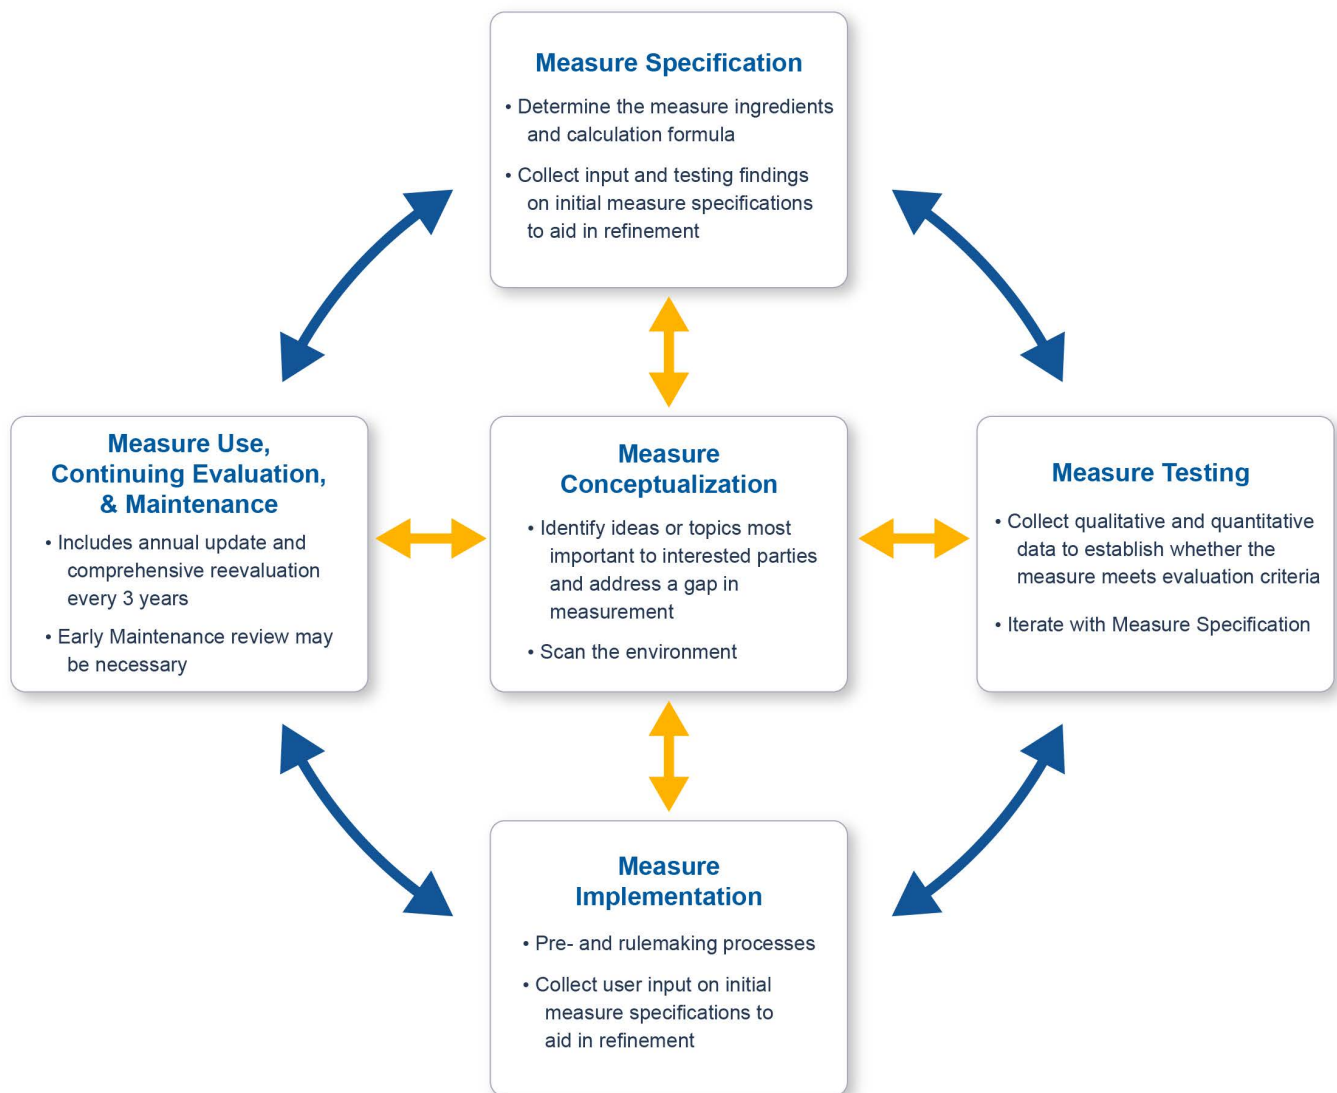 Measure Specification
• Determine the measure ingredients
and calculation formula
• Collect input and testing findings
on initial measure specifications
to aid in refinement
Measure Use,
Continuing Evaluation,
& Maintenance
• Includes annual update and
comprehensive reevaluation
every 3 years
• Early Maintenance review may
be necessary
Measure
Conceptualization
• Identify ideas or topics most
important to interested parties
and address a gap in
measurement
• Scan the environment
Measure Testing
• Collect qualitative and quantitative
data to establish whether the
measure meets evaluation criteria
• Iterate with Measure Specification
Measure
Implementation
• Pre- and rulemaking processes
• Collect user input on initial
measure specifications to
aid in refinement